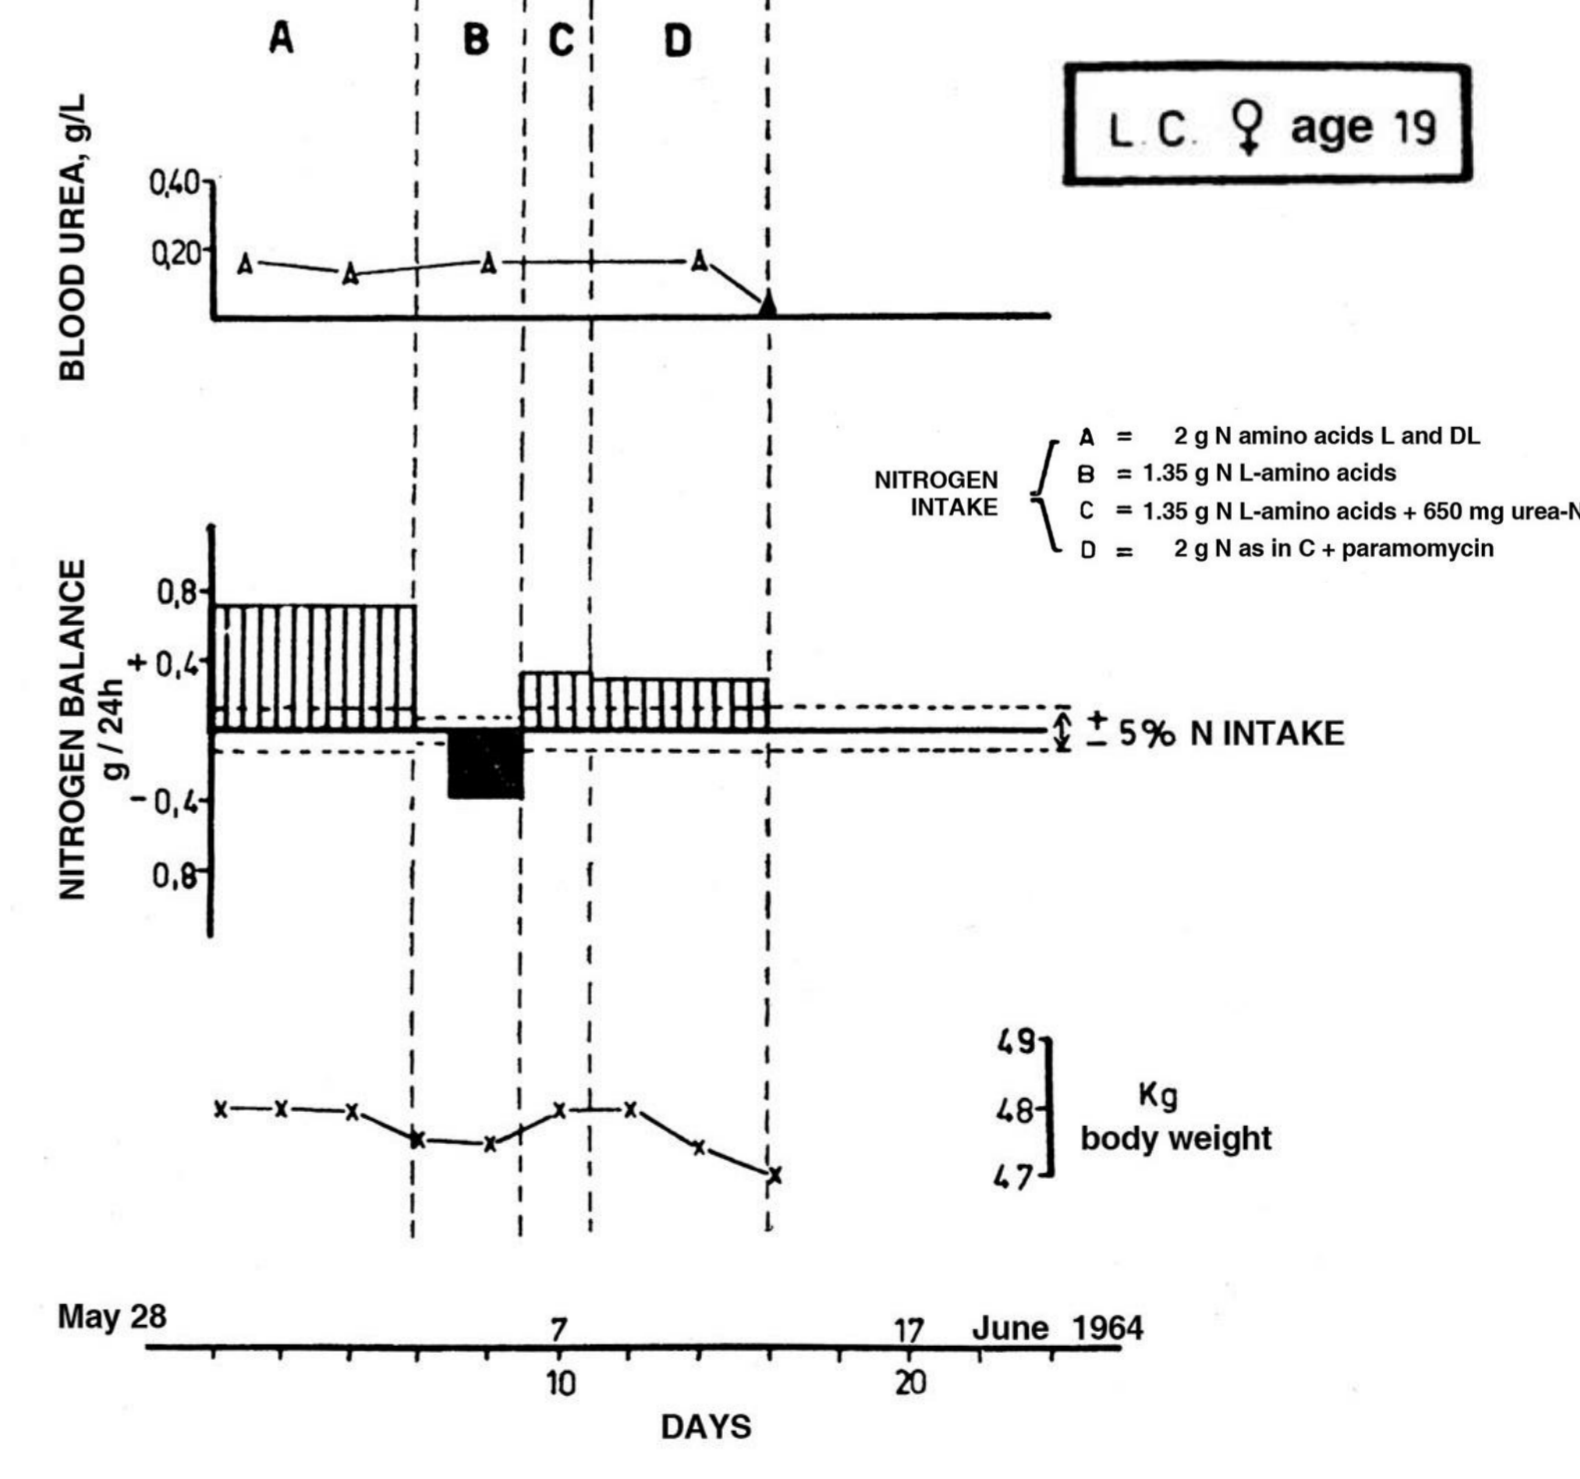 A B C D
L. C. ♀ age 19
BLOOD UREA, g/L
0,40
0,20
NITROGEN
INTAKE
A = 2 g N amino acids L and DL
B = 1.35 g N L-amino acids
C = 1.35 g N L-amino acids + 650 mg urea-N
D = 2 g N as in C + paramomycin
NITROGEN BALANCE
g / 24h
0,8
+ 0,4
- 0,4
0,8
± 5% N INTAKE
49
48
47
Kg
body weight
May 28
7 17 June 1964
10 20
DAYS